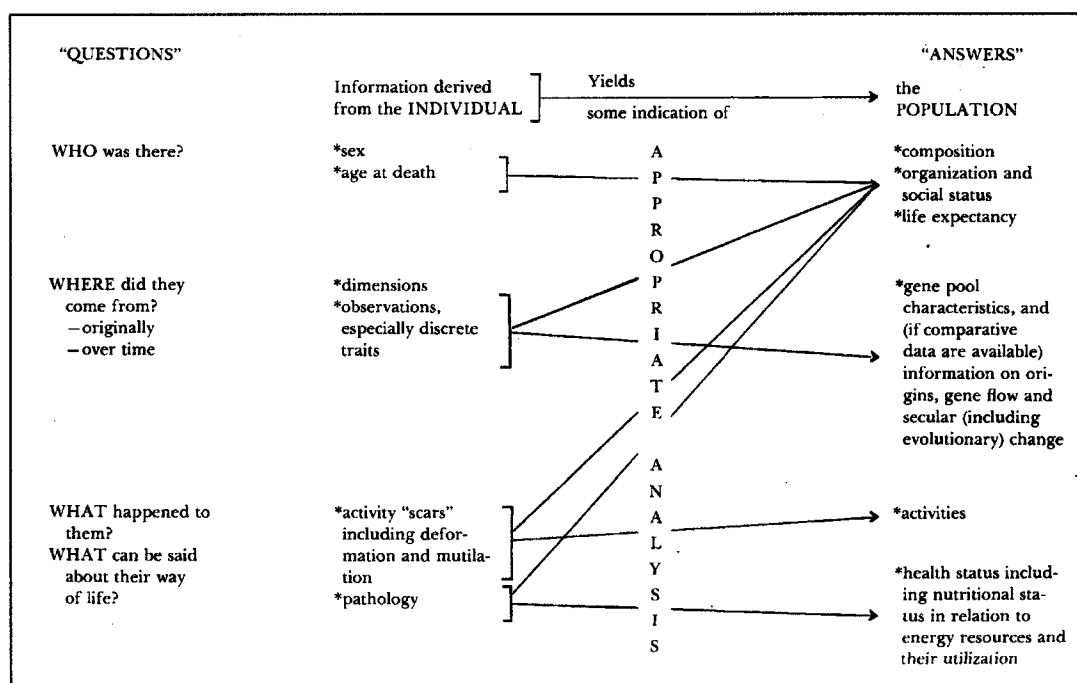 “QUESTIONS”
“ANSWERS”
Information derived
from the INDIVIDUAL
Yields
some indication of
the
POPULATION
WHO was there?
*sex
*age at death
*composition
*organization and
social status
*life expectancy
WHERE did they
come from?
—originally
—over time
*dimensions
*observations,
especially discrete
traits
*gene pool
characteristics, and
(if comparative
data are available)
information on ori-
gins, gene flow and
secular (including
evolutionary) change
WHAT happened to
them?
WHAT can be said
about their way
of life?
*activity “scars”
including defor-
mation and mutila-
tion
*pathology
*activities
*health status includ-
ing nutritional sta-
tus in relation to
energy resources and
their utilization
APPROPRIATE ANALYSIS